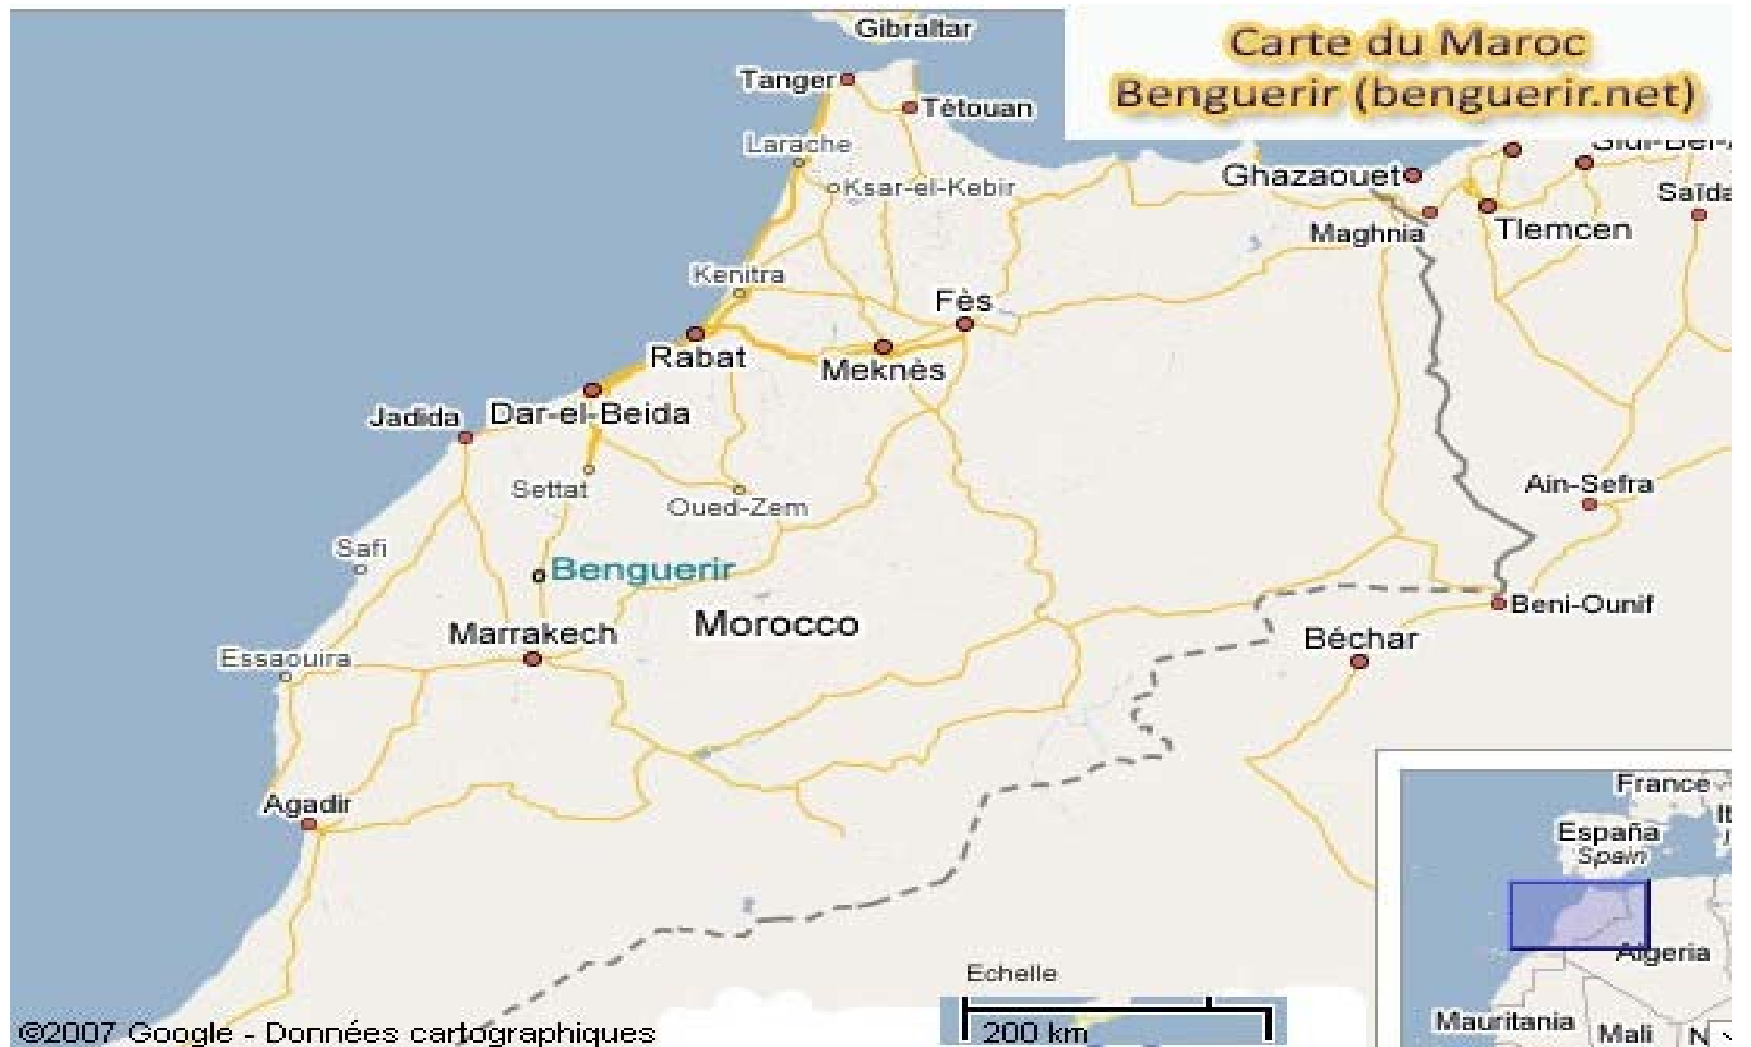 Gibraltar
Carte du Maroc
Benguerir (benguerir.net)
Tanger
Tétouan
Larache
Ksar-el-Kebir
Ghazaouet
Saïda
Maghnia
Tlemcen
Kenitra
Fès
Rabat
Meknès
Jadida
Dar-el-Beida
Settat
Oued-Zem
Ain-Sefra
Safi
Benguerir
Beni-Ounif
Morocco
Marrakech
Béchar
Essaouira
Agadir
France
España
Spain
Algeria
Echelle
200 km
Mauritania
Mali
N
©2007 Google - Données cartographiques